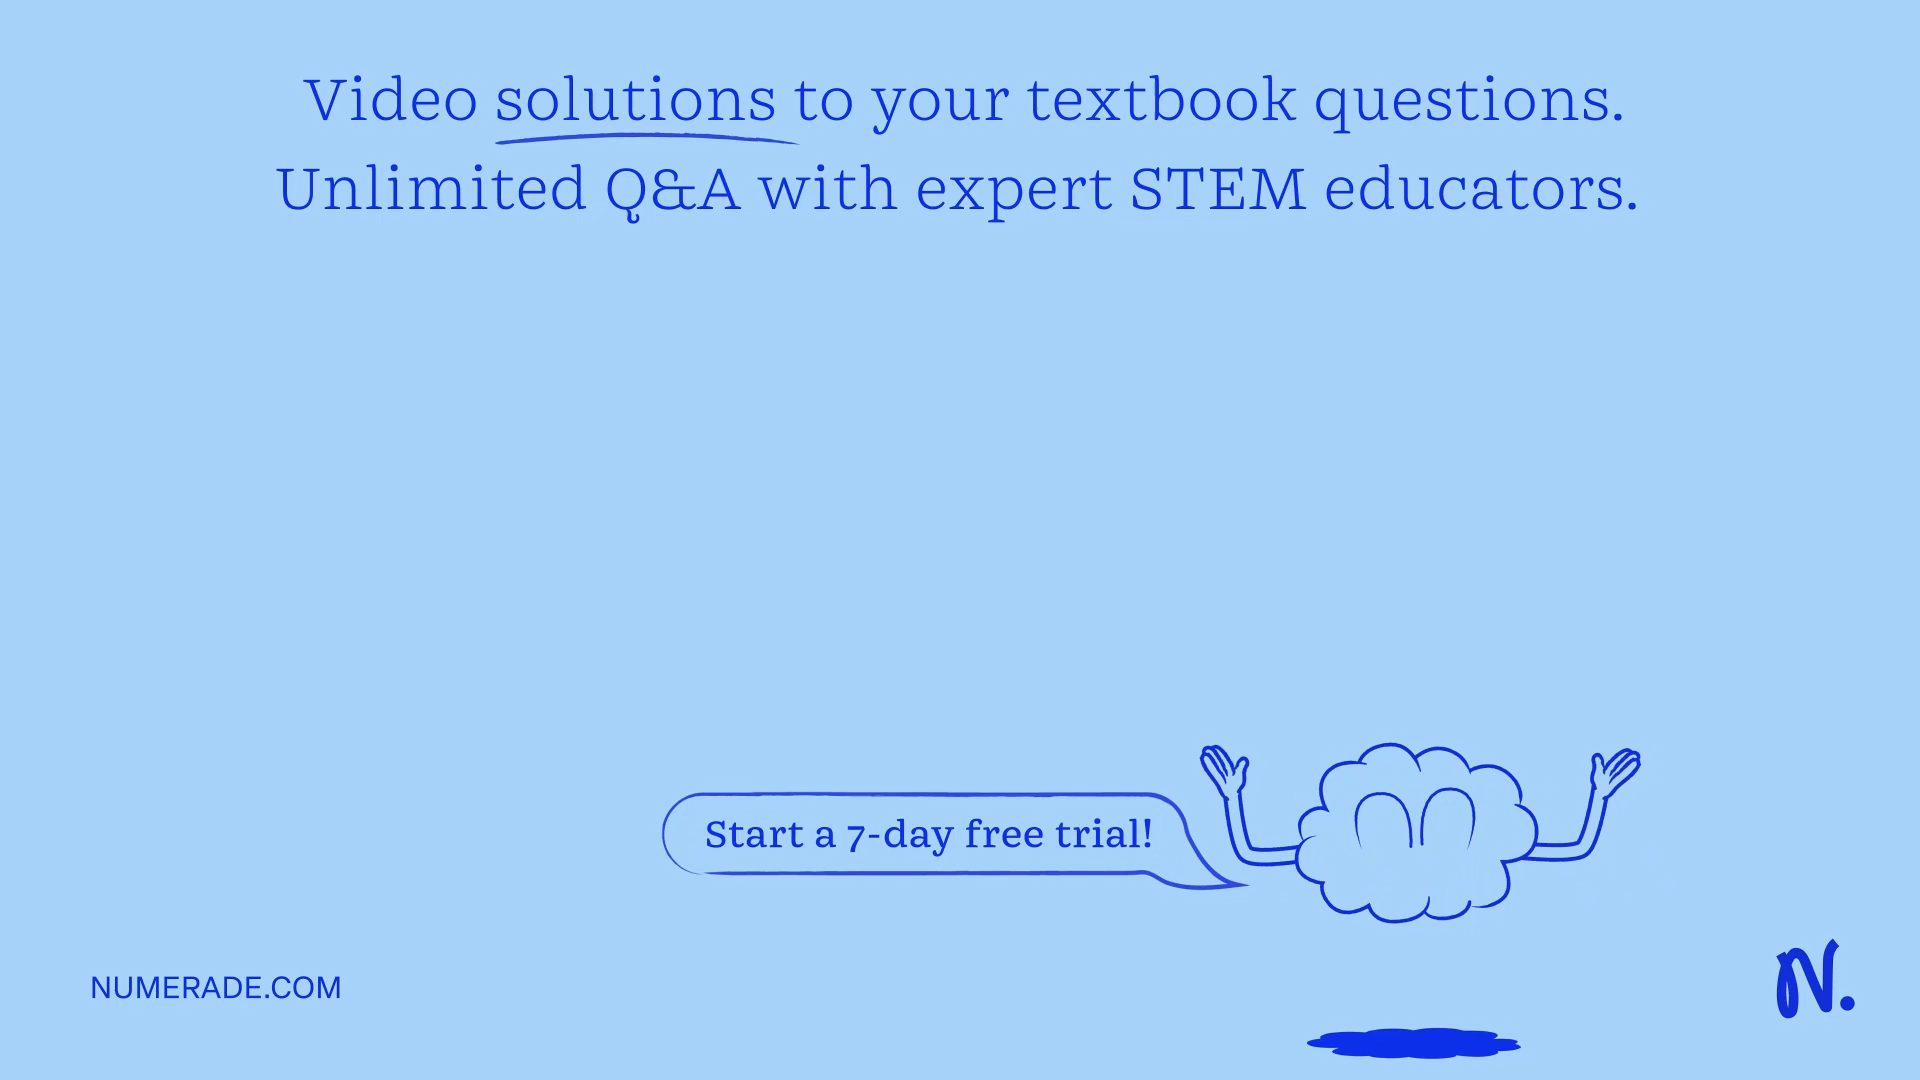 Video solutions to your textbook questions.
Unlimited Q&A with expert STEM educators.
Start a 7-day free trial!
NUMERADE.COM
N.